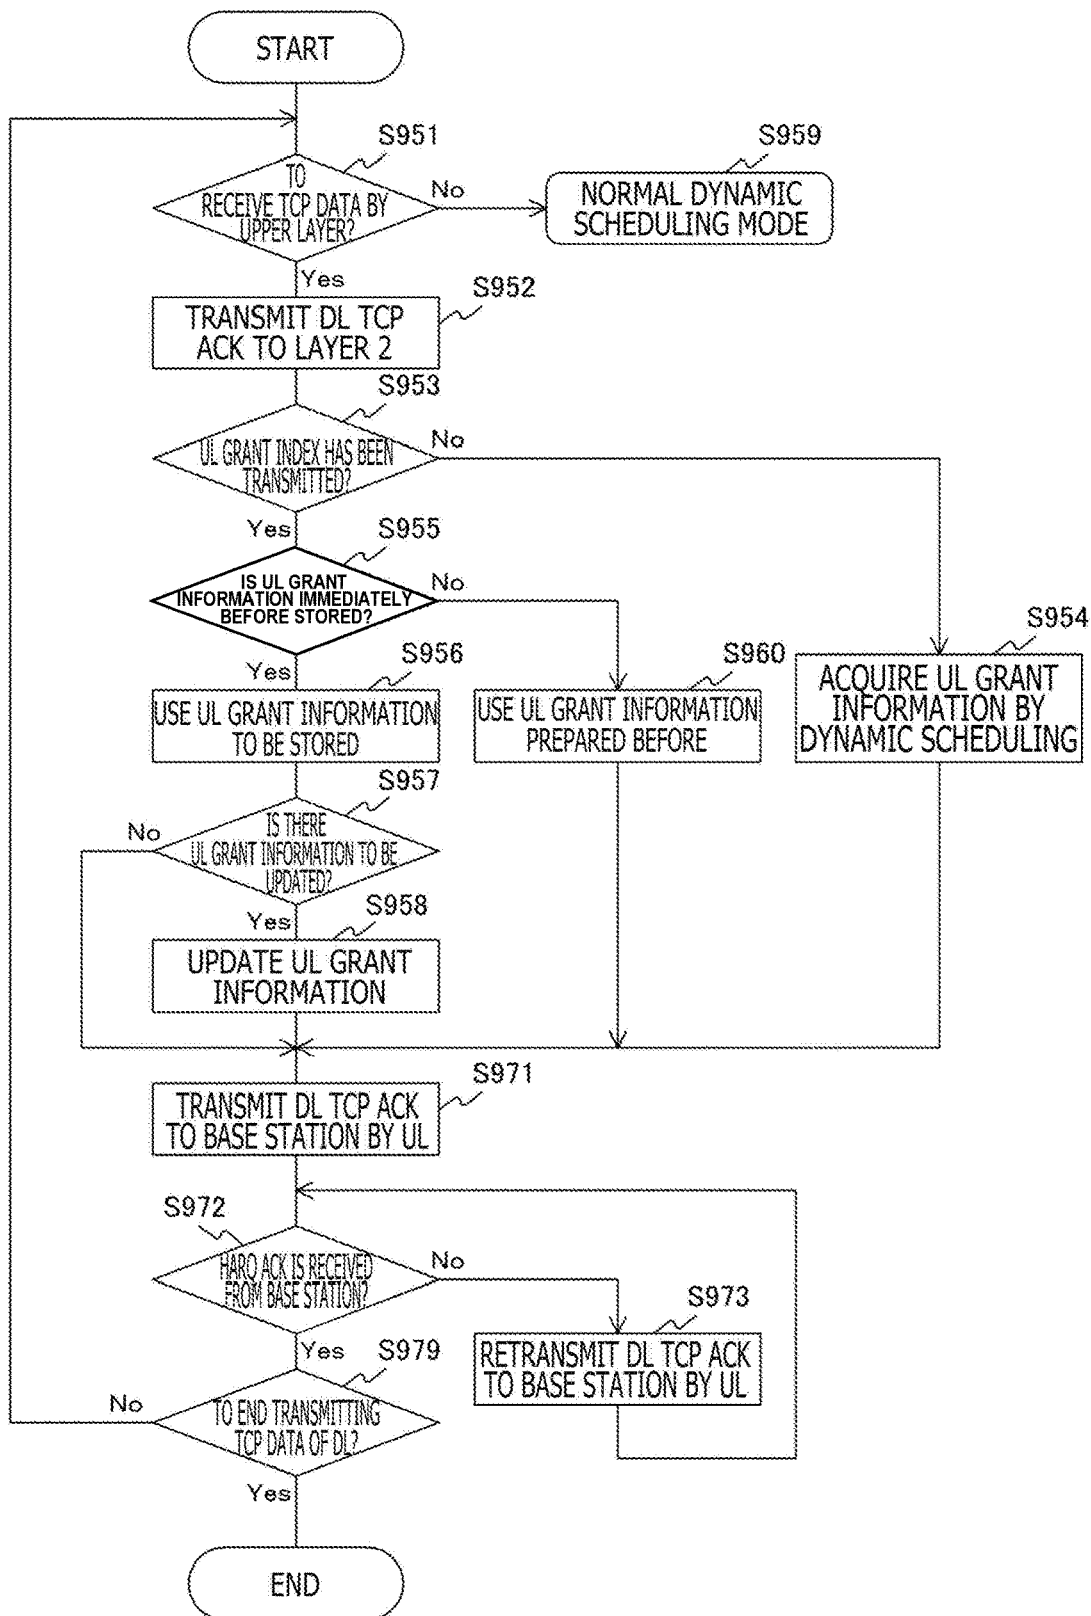 START
S951
TO
RECEIVE TCP DATA BY
UPPER LAYER?
No
S959
NORMAL DYNAMIC
SCHEDULING MODE
Yes
S952
TRANSMIT DL TCP
ACK TO LAYER 2
S953
UL GRANT INDEX HAS BEEN
TRANSMITTED?
No
Yes
S955
IS UL GRANT
INFORMATION IMMEDIATELY
BEFORE STORED?
No
Yes
S956
USE UL GRANT INFORMATION
TO BE STORED
S960
USE UL GRANT INFORMATION
PREPARED BEFORE
S954
ACQUIRE UL GRANT
INFORMATION BY
DYNAMIC SCHEDULING
S957
IS THERE
UL GRANT INFORMATION TO BE
UPDATED?
No
Yes
S958
UPDATE UL GRANT
INFORMATION
S971
TRANSMIT DL TCP ACK
TO BASE STATION BY UL
S972
HARQ ACK IS RECEIVED
FROM BASE STATION?
No
S973
RETRANSMIT DL TCP ACK
TO BASE STATION BY UL
Yes
S979
TO END TRANSMITTING
TCP DATA OF DL?
No
Yes
END